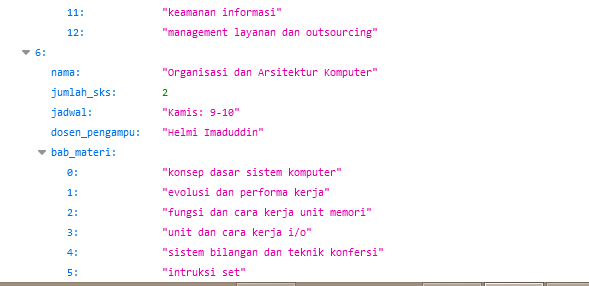 11: "keamanan informasi"
12: "management layanan dan outsourcing"
6:
nama: "Organisasi dan Arsitektur Komputer"
jumlah_sks: 2
jadwal: "Kamis: 9-10"
dosen_pengampu: "Helmi Imaduddin"
bab_materi:
0: "konsep dasar sistem komputer"
1: "evolusi dan performa kerja"
2: "fungsi dan cara kerja unit memori"
3: "unit dan cara kerja i/o"
4: "sistem bilangan dan teknik konfersi"
5: "intruksi set"